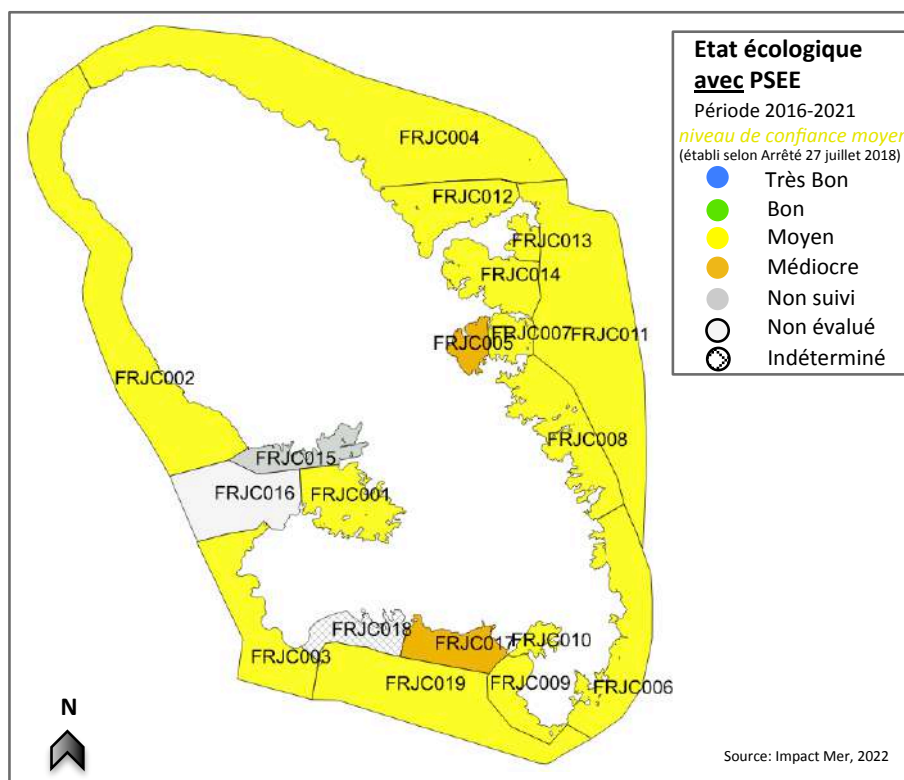 Etat écologique
avec PSEE
Période 2016-2021
niveau de confiance moyen
(établi selon Arrêté 27 juillet 2018)
Très Bon
Bon
Moyen
Médiocre
Non suivi
Non évalué
Indéterminé
FRJC004
FRJC012
FRJC013
FRJC014
FRJC007
FRJC011
FRJC005
FRJC002
FRJC008
FRJC015
FRJC016
FRJC001
FRJC018
FRJC017
FRJC010
FRJC003
FRJC019
FRJC009
FRJC006
N
Source: Impact Mer, 2022